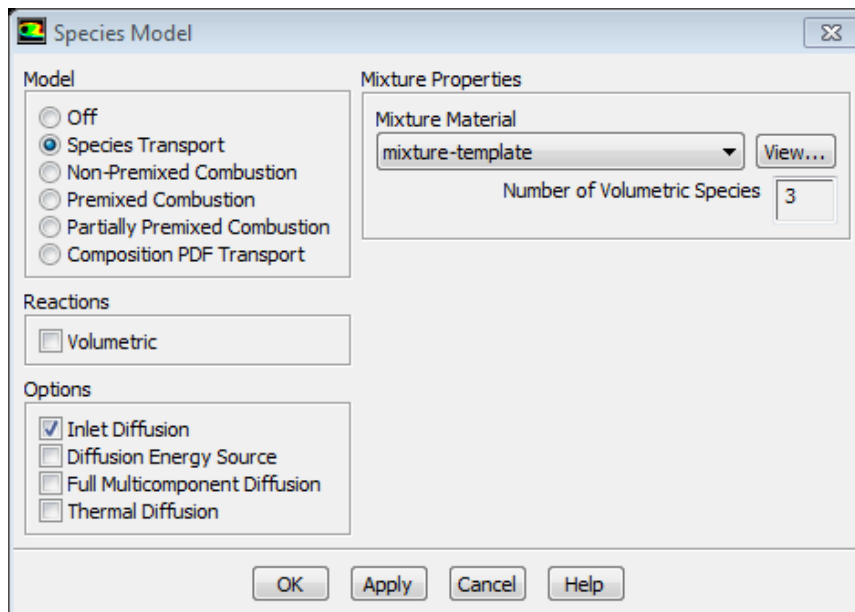 Species Model
Model
Off
Species Transport
Non-Premixed Combustion
Premixed Combustion
Partially Premixed Combustion
Composition PDF Transport
Reactions
Volumetric
Options
Inlet Diffusion
Diffusion Energy Source
Full Multicomponent Diffusion
Thermal Diffusion
Mixture Properties
Mixture Material
mixture-template View...
Number of Volumetric Species 3
OK Apply Cancel Help